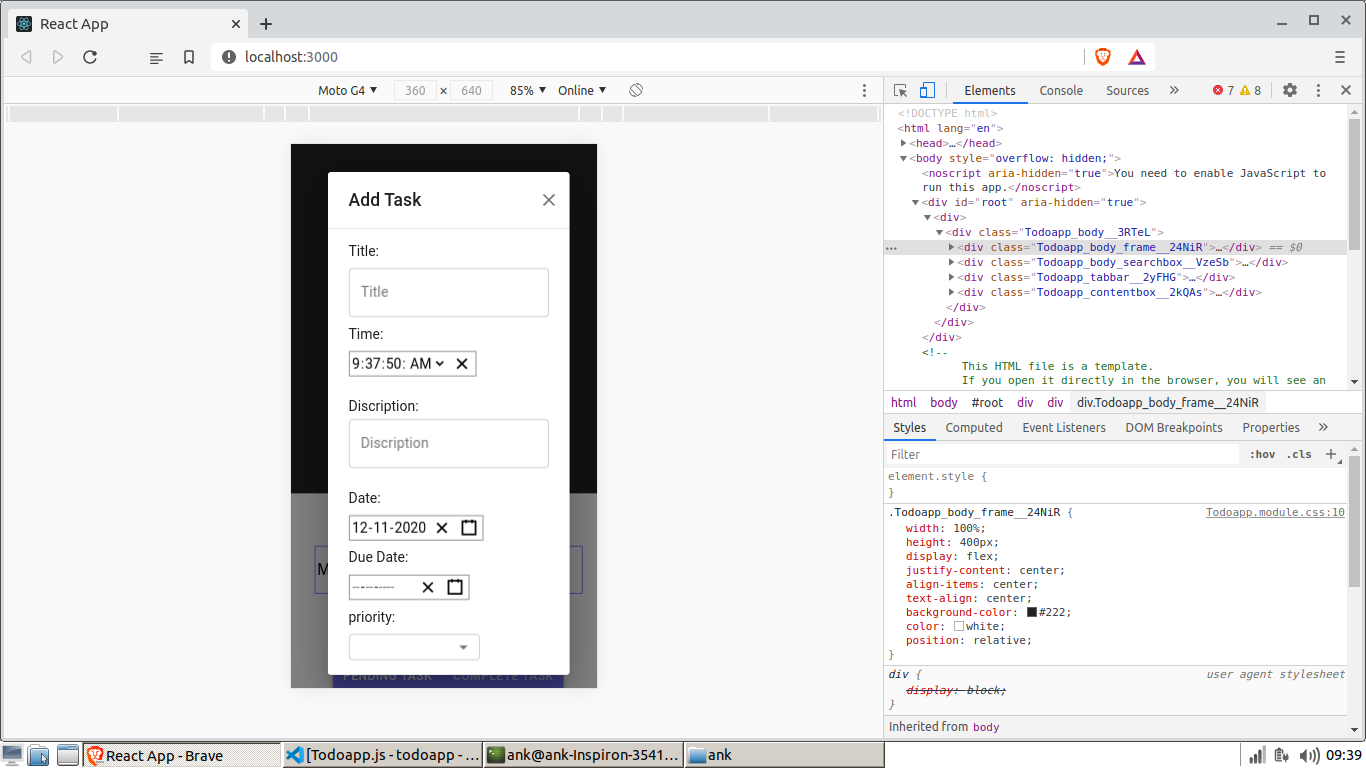 React App
localhost:3000
Moto G4 360 × 640 85% Online
Elements Console Sources » 7 8
<!DOCTYPE html>
<html lang="en">
<head>…</head>
<body style="overflow: hidden;">
<noscript aria-hidden="true">You need to enable JavaScript to
run this app.</noscript>
<div id="root" aria-hidden="true">
<div>
<div class="Todoapp_body__3RTeL">
<div class="Todoapp_body_frame__24NiR">…</div> == $0
<div class="Todoapp_body_searchbox__VzeSb">…</div>
<div class="Todoapp_tabbar__2yFHG">…</div>
<div class="Todoapp_contentbox__2kQAs">…</div>
</div>
</div>
</div>
<!--
This HTML file is a template.
If you open it directly in the browser, you will see an
html body #root div div div.Todoapp_body_frame__24NiR
Styles Computed Event Listeners DOM Breakpoints Properties »
Filter :hov .cls +
element.style {
}
.Todoapp_body_frame__24NiR { Todoapp.module.css:10
width: 100%;
height: 400px;
display: flex;
justify-content: center;
align-items: center;
text-align: center;
background-color: #222;
color: white;
position: relative;
}
div { user agent stylesheet
display: block;
}
Inherited from body
Add Task
Title:
Title
Time:
9:37:50: AM
Discription:
Discription
Date:
12-11-2020
Due Date:
--‑--‑----
M
priority:
PENDING TASK COMPLETE TASK
React App - Brave
[Todoapp.js - todoapp - ...
ank@ank-Inspiron-3541...
ank
09:39